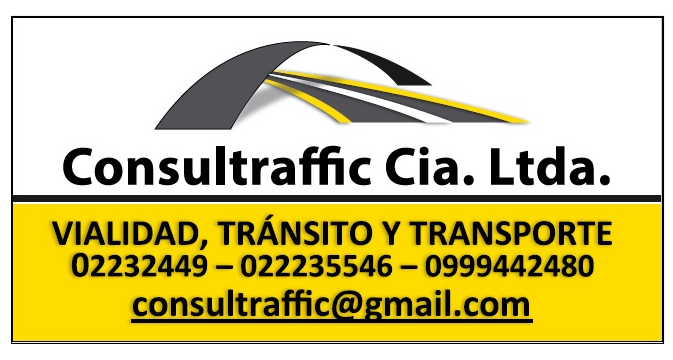 Consultraffic Cia. Ltda.
VIALIDAD, TRÁNSITO Y TRANSPORTE
02232449 – 022235546 – 0999442480
consultraffic@gmail.com